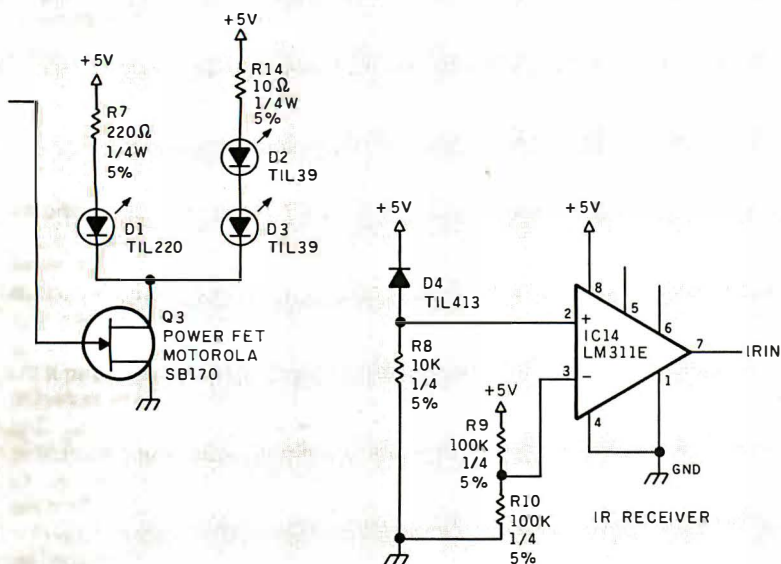 +5V
R7
220Ω
1/4W
5%
+5V
R14
10Ω
1/4W
5%
D2
TIL39
D1
TIL220
D3
TIL39
Q3
POWER FET
MOTOROLA
SB170
+5V
D4
TIL413
R8
10K
1/4
5%
+5V
R9
100K
1/4
5%
R10
100K
1/4
5%
+5V
8
5
6
2
+
IC14
LM311E
7
IRIN
3
−
1
4
GND
IR RECEIVER